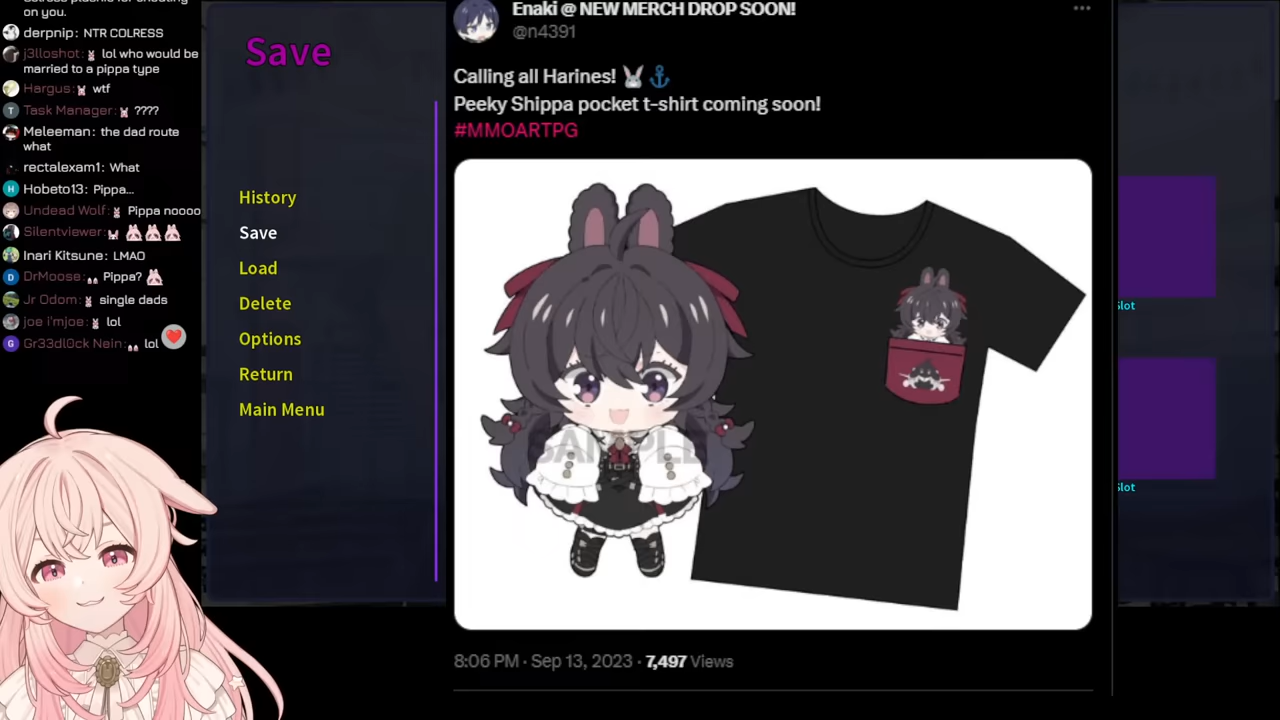 on you.
derpnip: NTR COLRESS
j3lloshot: lol who would be
married to a pippa type
Hargus: wtf
Task Manager: ????
Meleeman: the dad route
what
rectalexam1: What
Hobeto13: Pippa...
Undead Wolf: Pippa noooo
Silentviewer:
Inari Kitsune: LMAO
DrMoose: Pippa?
Jr Odom: single dads
joe i'mjoe: lol
Gr33dl0ck NeIn: lol
Save
History
Save
Load
Delete
Options
Return
Main Menu
Enaki @ NEW MERCH DROP SOON!
@n4391
Calling all Harines! 🐰⚓
Peeky Shippa pocket t-shirt coming soon!
#MMOARTPG
SAMPLE
8:06 PM · Sep 13, 2023 · 7,497 Views
Slot
Slot